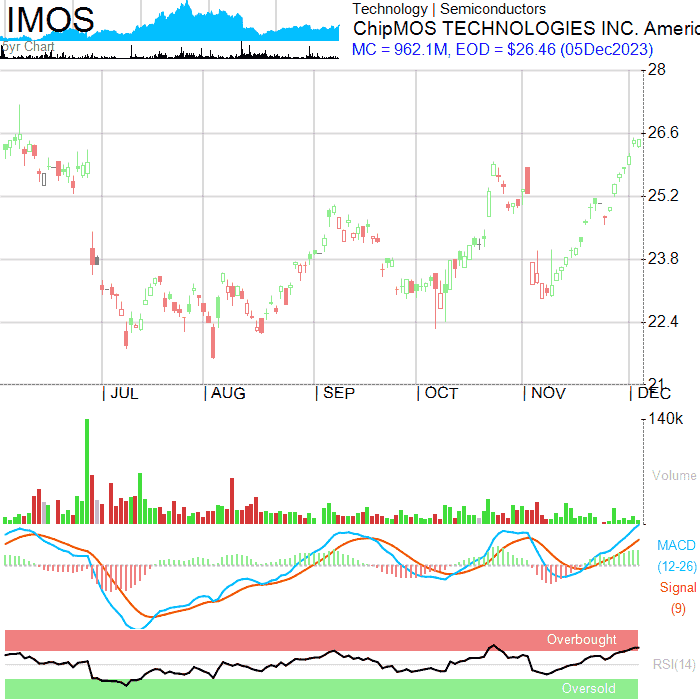 IMOS
5yr Chart
Technology | Semiconductors
ChipMOS TECHNOLOGIES INC. Americ
MC = 962.1M, EOD = $26.46 (05Dec2023)
28
26.6
25.2
23.8
22.4
21
| JUL | AUG | SEP | OCT | NOV | DEC
140k
Volume
MACD
(12-26)
Signal
(9)
Overbought
RSI(14)
Oversold